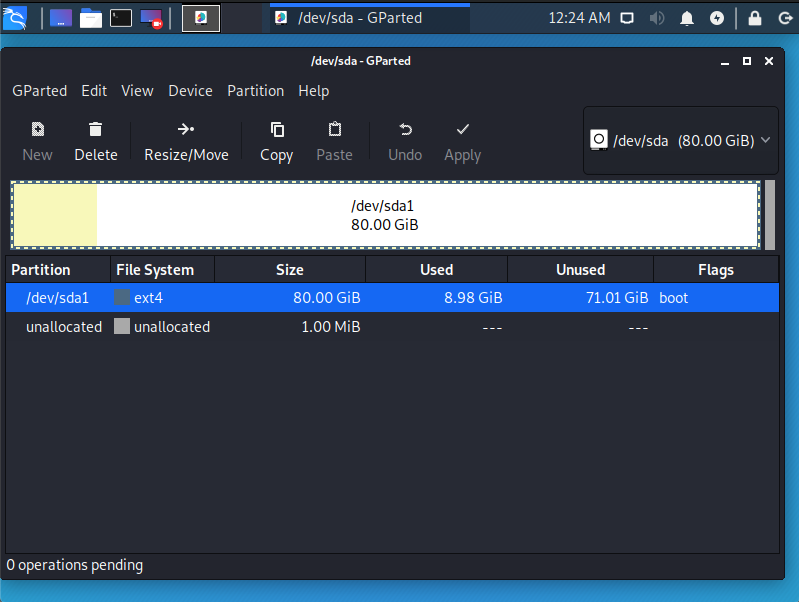 /dev/sda - GParted 12:24 AM
/dev/sda - GParted
GParted Edit View Device Partition Help
New Delete Resize/Move Copy Paste Undo Apply /dev/sda (80.00 GiB)
/dev/sda1
80.00 GiB
Partition File System Size Used Unused Flags
/dev/sda1 ext4 80.00 GiB 8.98 GiB 71.01 GiB boot
unallocated unallocated 1.00 MiB --- ---
0 operations pending